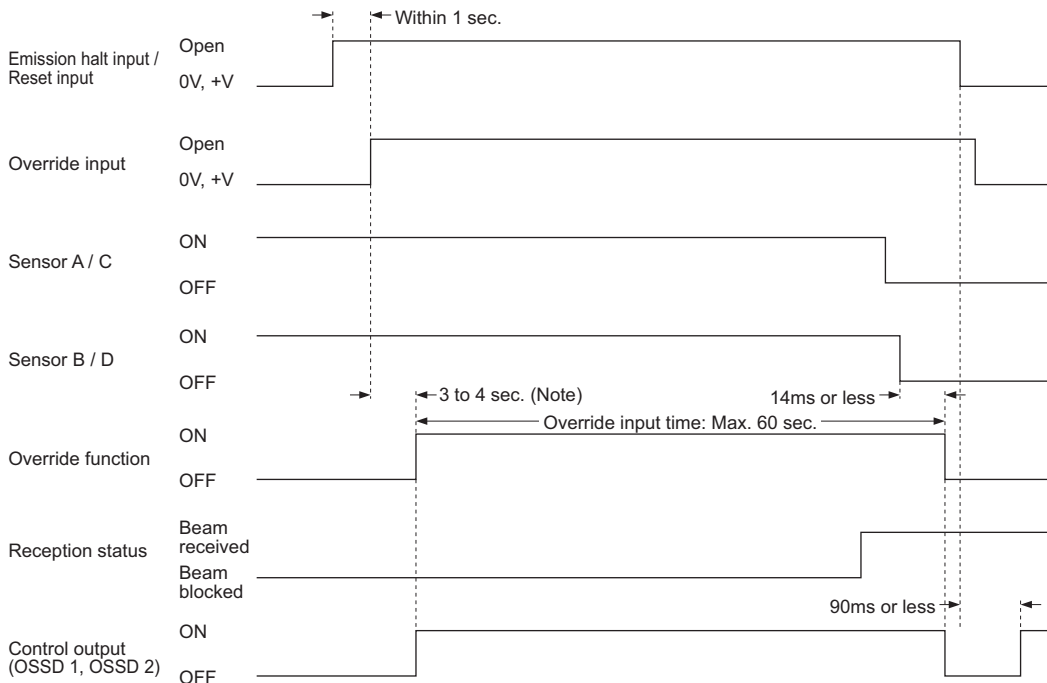 Within 1 sec.
Emission halt input /
Reset input
Open
0V, +V
Override input
Open
0V, +V
Sensor A / C
ON
OFF
Sensor B / D
ON
OFF
3 to 4 sec. (Note)
14ms or less
Override input time: Max. 60 sec.
Override function
ON
OFF
Reception status
Beam
received
Beam
blocked
90ms or less
Control output
(OSSD 1, OSSD 2)
ON
OFF